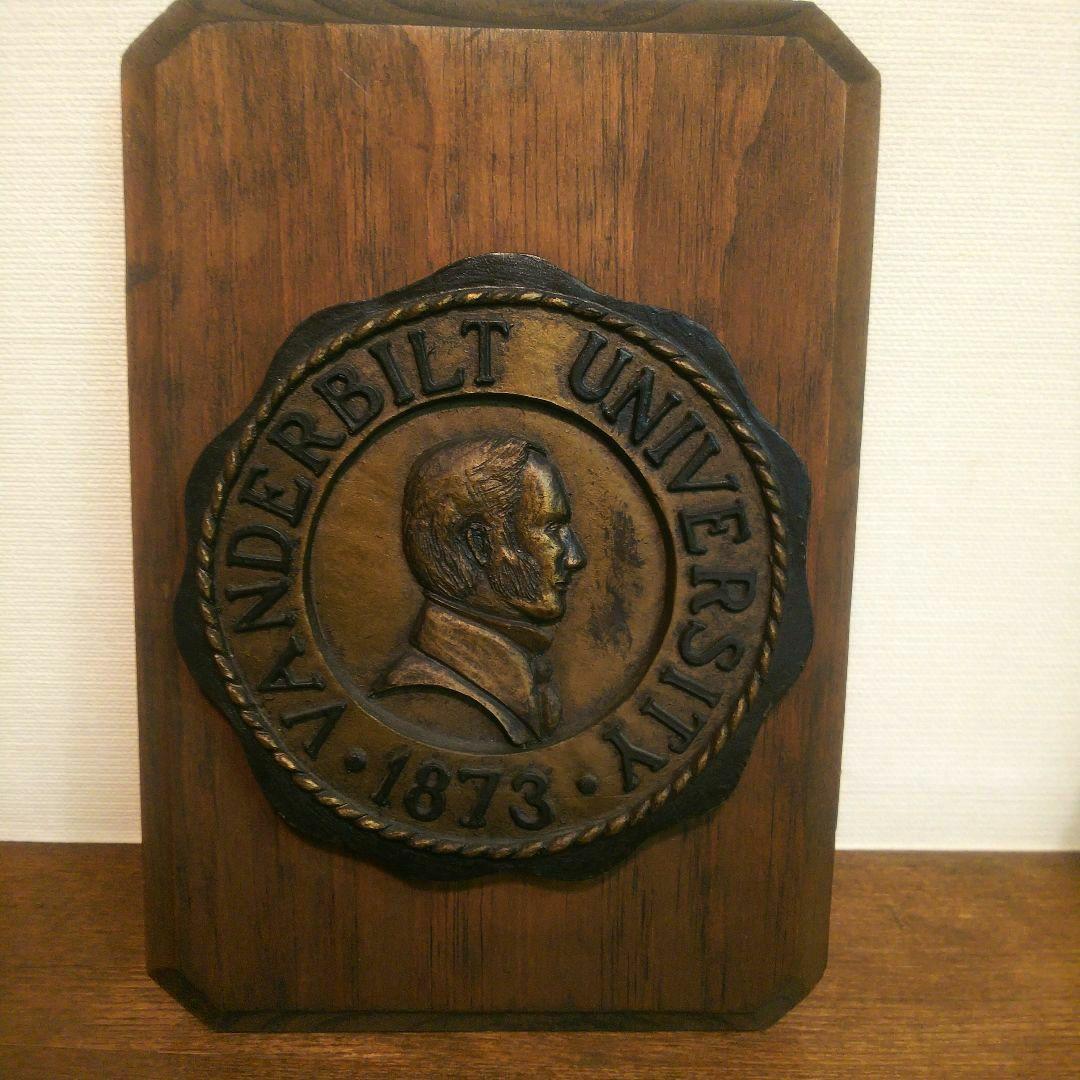 VANDERBILT UNIVERSITY
· 1873 ·